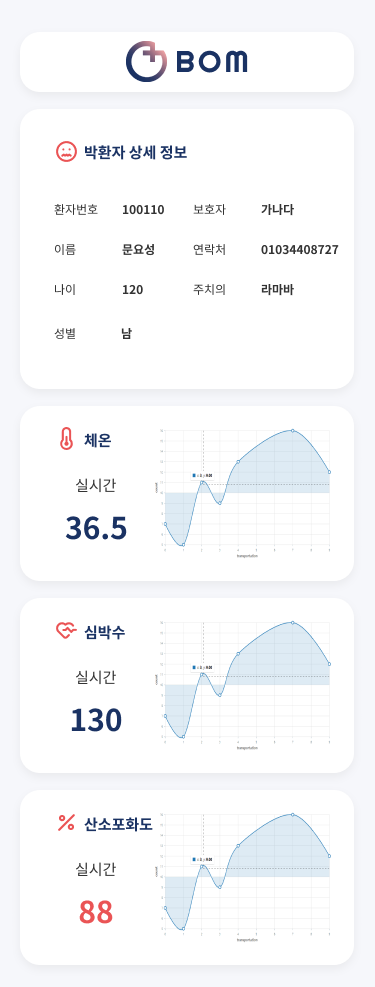 BOM
박환자 상세 정보
환자번호 100110 보호자 가나다
이름 문요성 연락처 01034408727
나이 120 주치의 라마바
성별 남
체온
실시간
36.5
심박수
실시간
130
산소포화도
실시간
88